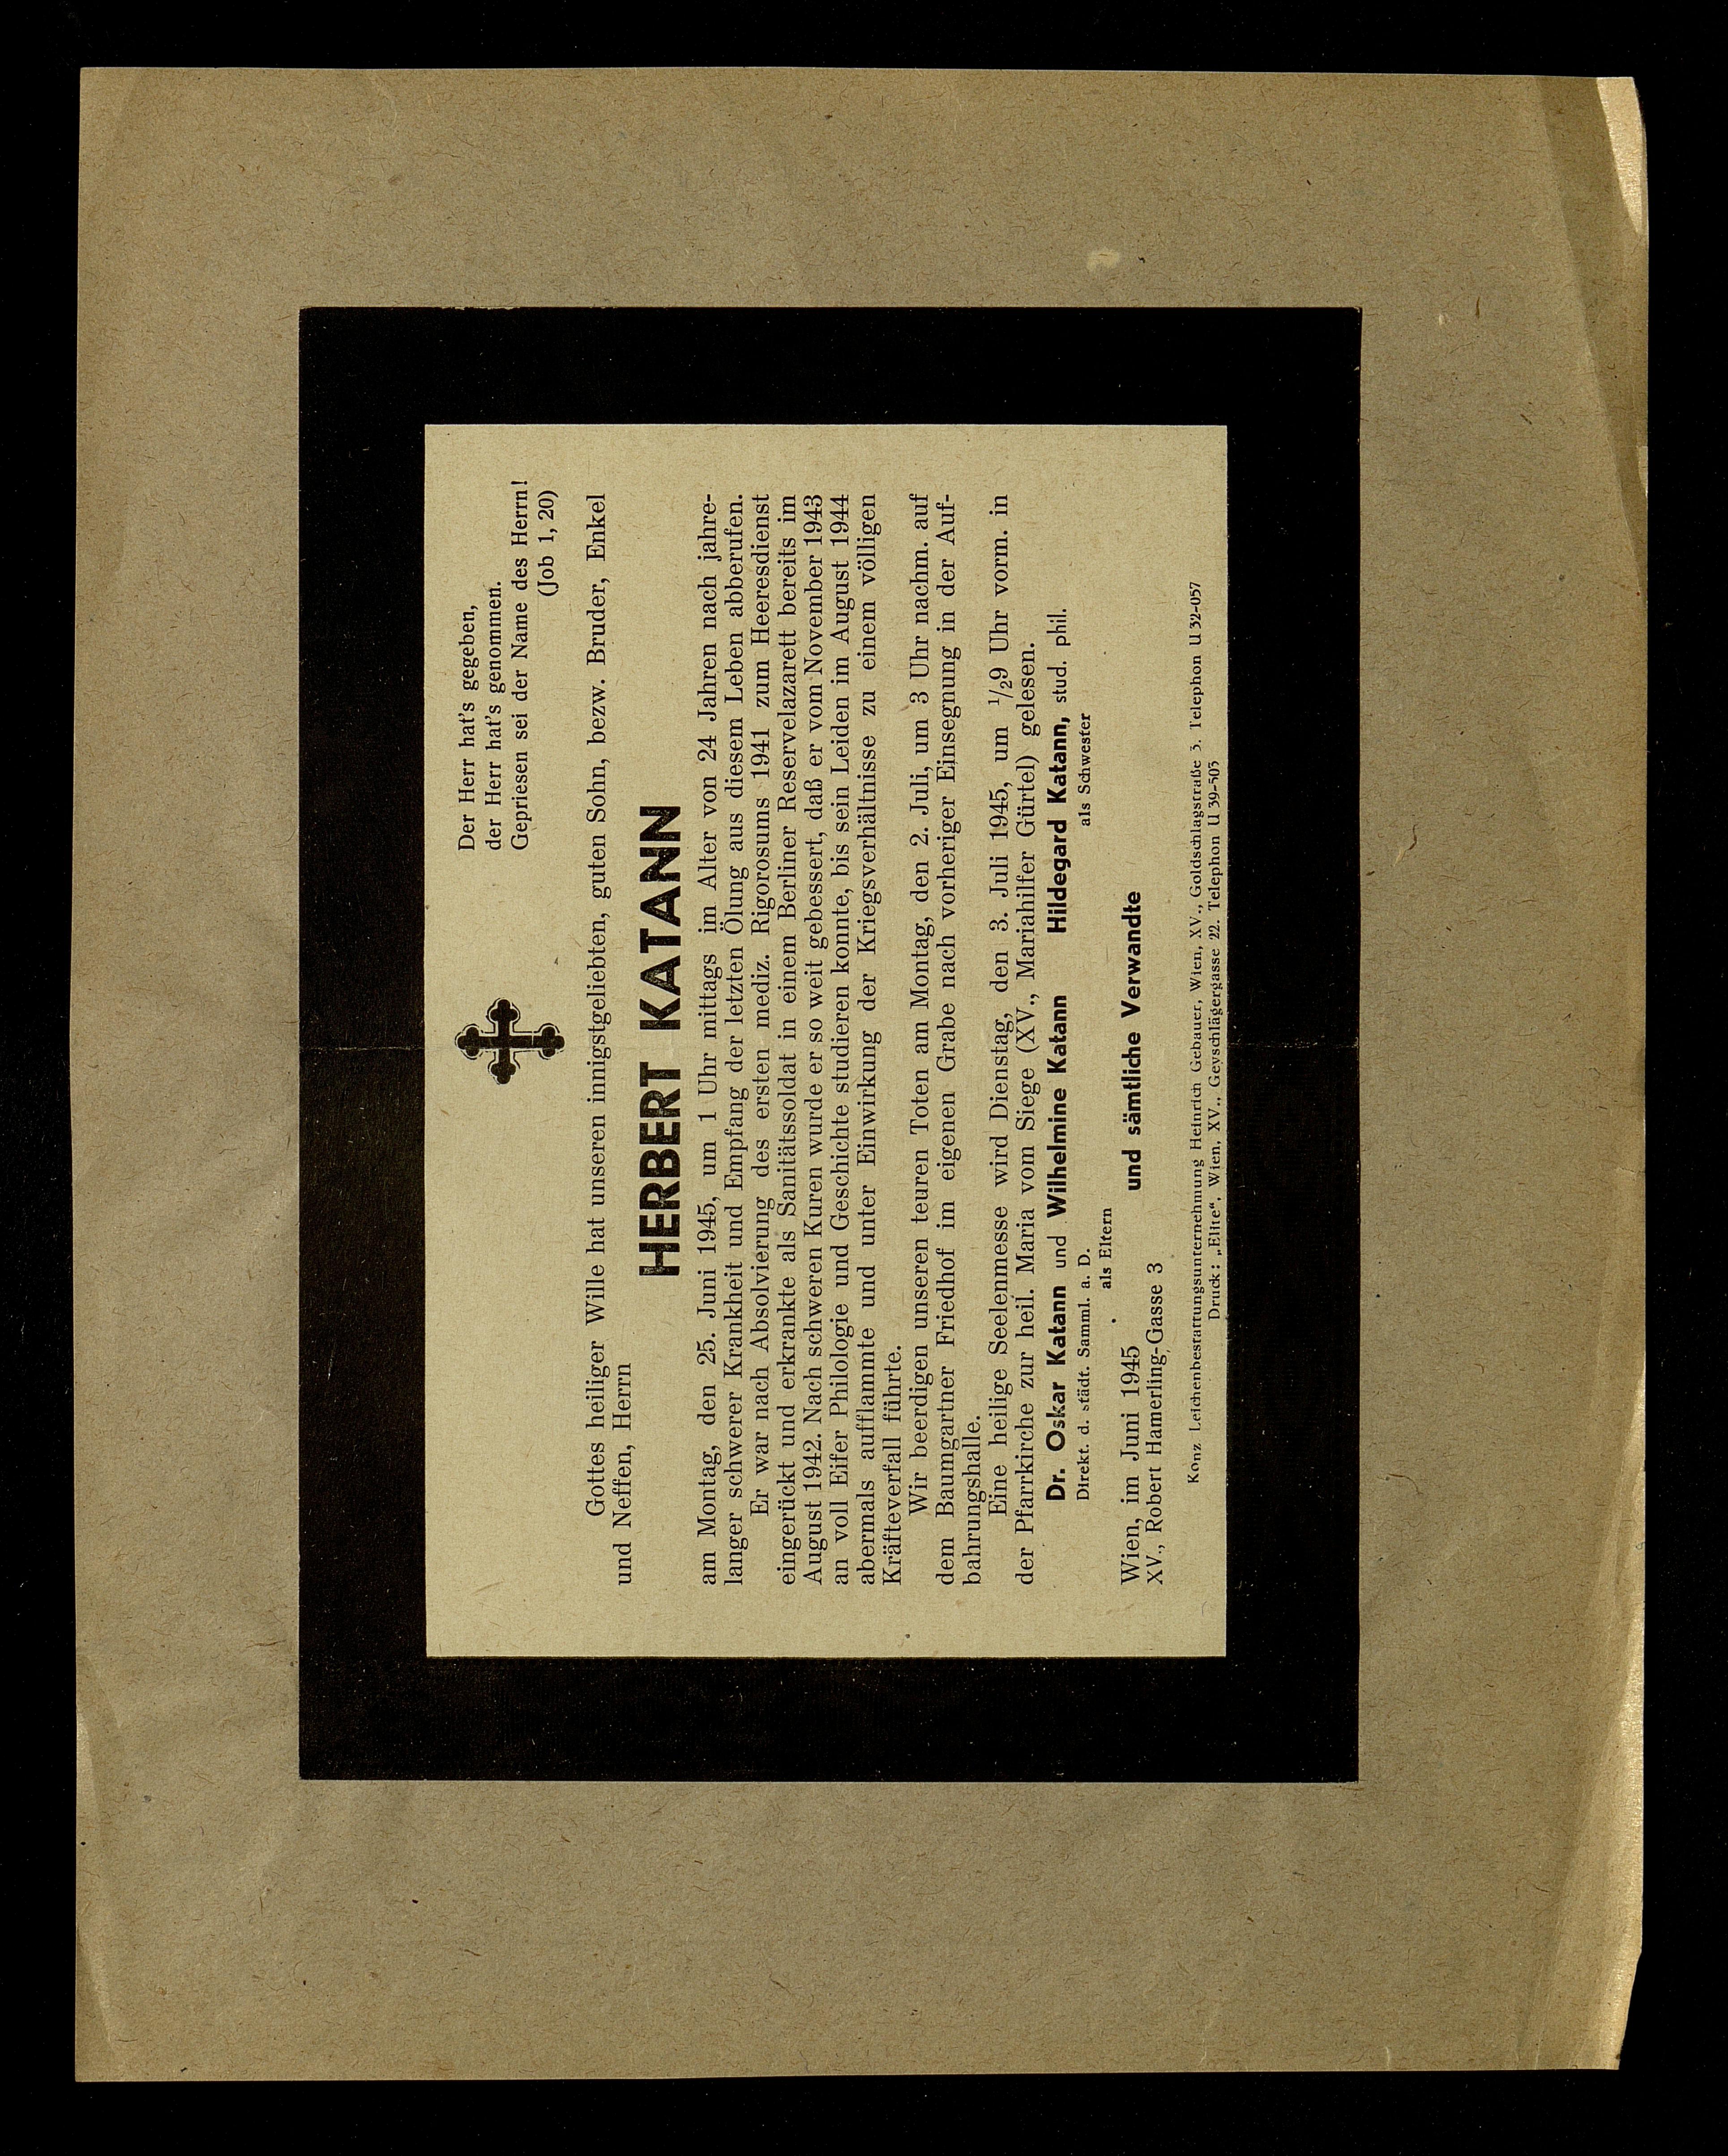 Der Herr hat's gegeben,
der Herr hat's genommen.
Gepriesen sei der Name des Herrn!
(Job 1, 20)
Gottes heiliger Wille hat unseren innigstgeliebten, guten Sohn, bezw. Bruder, Enkel
und Neffen, Herrn
HERBERT KATANN
am Montag, den 25. Juni 1945, um 1 Uhr mittags im Alter von 24 Jahren nach jahre-
langer schwerer Krankheit und Empfang der letzten Ölung aus diesem Leben abberufen.
Er war nach Absolvierung des ersten mediz. Rigorosums 1941 zum Heeresdienst
eingerückt und erkrankte als Sanitätssoldat in einem Berliner Reservelazarett bereits im
August 1942. Nach schweren Kuren wurde er so weit gebessert, daß er vom November 1943
an voll Eifer Philologie und Geschichte studieren konnte, bis sein Leiden im August 1944
abermals aufflammte und unter Einwirkung der Kriegsverhältnisse zu einem völligen
Kräfteverfall führte.
Wir beerdigen unseren teuren Toten am Montag, den 2. Juli, um 3 Uhr nachm. auf
dem Baumgartner Friedhof im eigenen Grabe nach vorheriger Einsegnung in der Auf-
bahrungshalle.
Eine heilige Seelenmesse wird Dienstag, den 3. Juli 1945, um 1/29 Uhr vorm. in
der Pfarrkirche zur heil. Maria vom Siege (XV., Mariahilfer Gürtel) gelesen.
Dr. Oskar Katann und Wilhelmine Katann Hildegard Katann, stud. phil.
Direkt. d. städt. Samml. a. D. als Schwester
als Eltern
Wien, im Juni 1945 und sämtliche Verwandte
XV., Robert Hamerling-Gasse 3
Konz Leichenbestattungsunternehmung Heinrich Gebauer, Wien, XV., Goldschlagstraße 3. Telephon U 32-057
Druck: „Elite“, Wien, XV., Geyschlägergasse 22. Telephon U 39-505